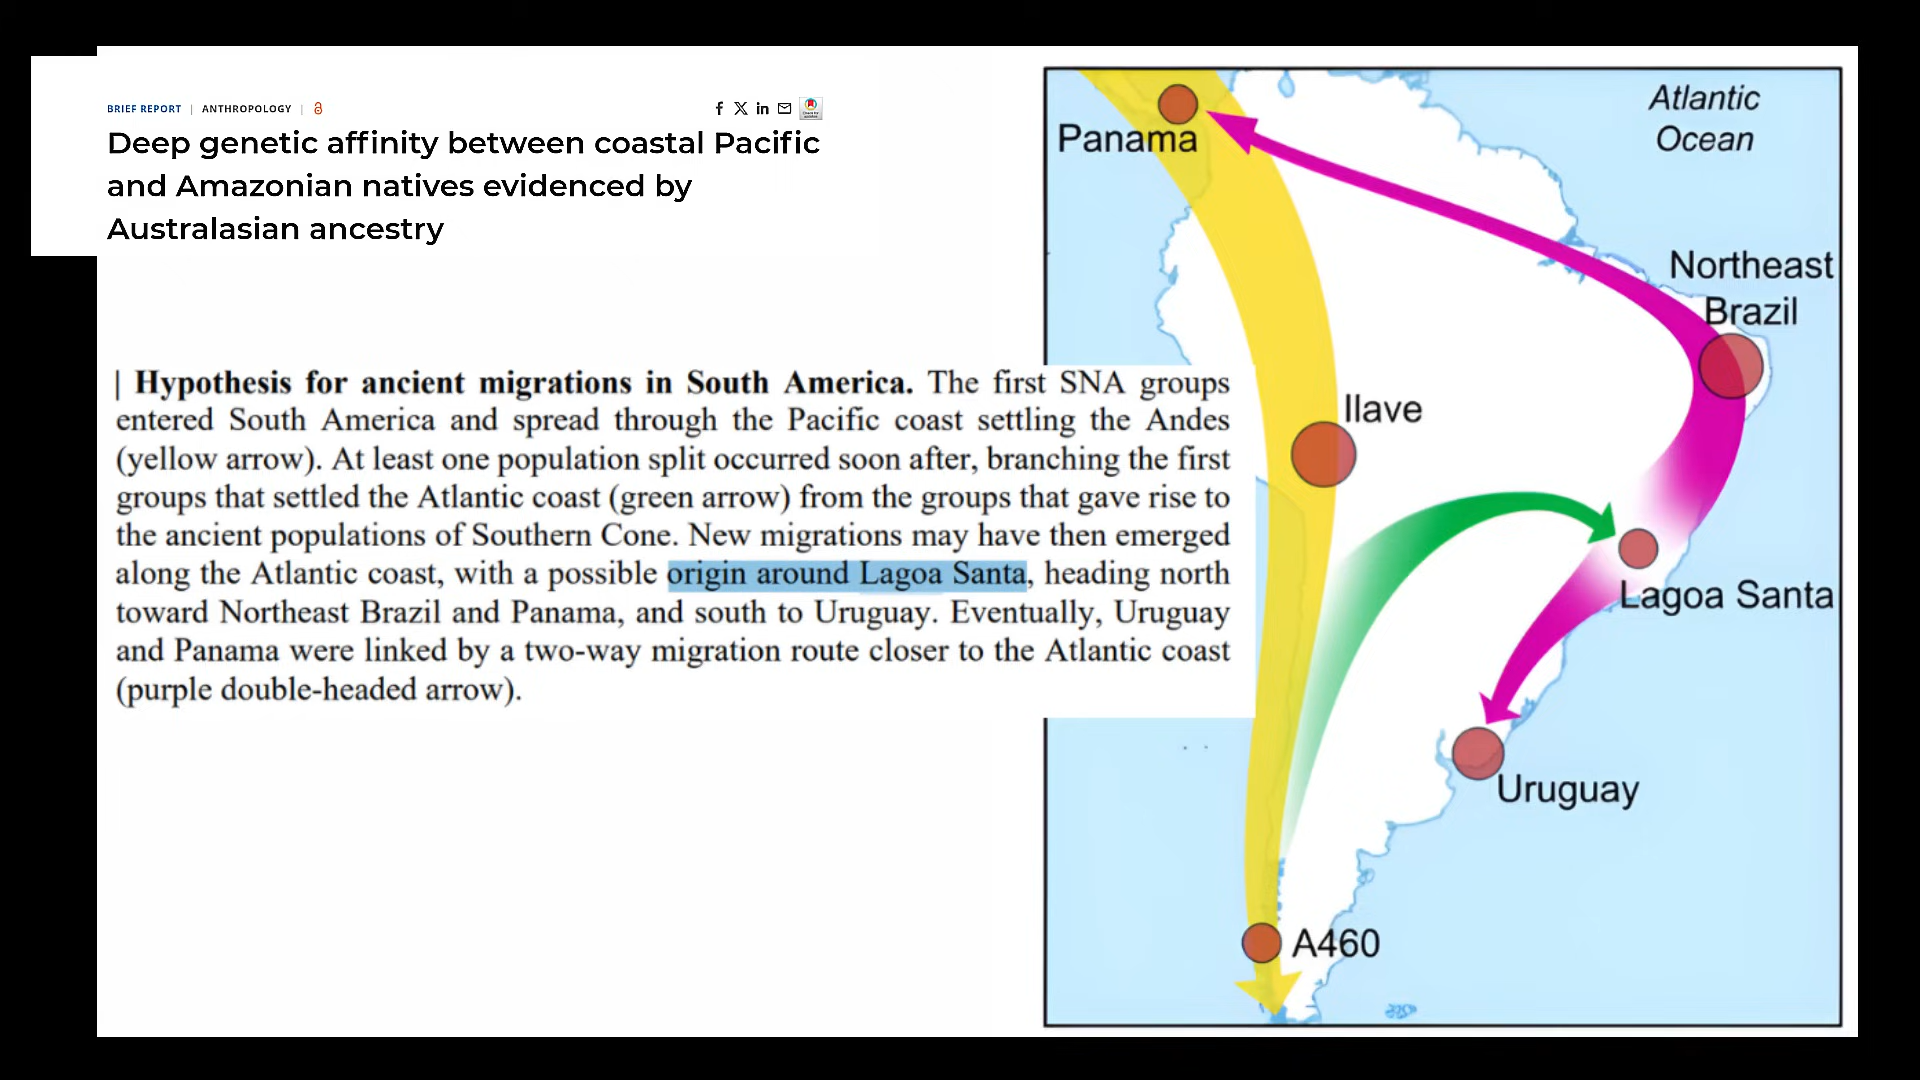 BRIEF REPORT | ANTHROPOLOGY |
Deep genetic affinity between coastal Pacific
and Amazonian natives evidenced by
Australasian ancestry
| Hypothesis for ancient migrations in South America. The first SNA groups
entered South America and spread through the Pacific coast settling the Andes
(yellow arrow). At least one population split occurred soon after, branching the first
groups that settled the Atlantic coast (green arrow) from the groups that gave rise to
the ancient populations of Southern Cone. New migrations may have then emerged
along the Atlantic coast, with a possible origin around Lagoa Santa, heading north
toward Northeast Brazil and Panama, and south to Uruguay. Eventually, Uruguay
and Panama were linked by a two-way migration route closer to the Atlantic coast
(purple double-headed arrow).
Atlantic
Ocean
Panama
Northeast
Brazil
Ilave
Lagoa Santa
Uruguay
A460